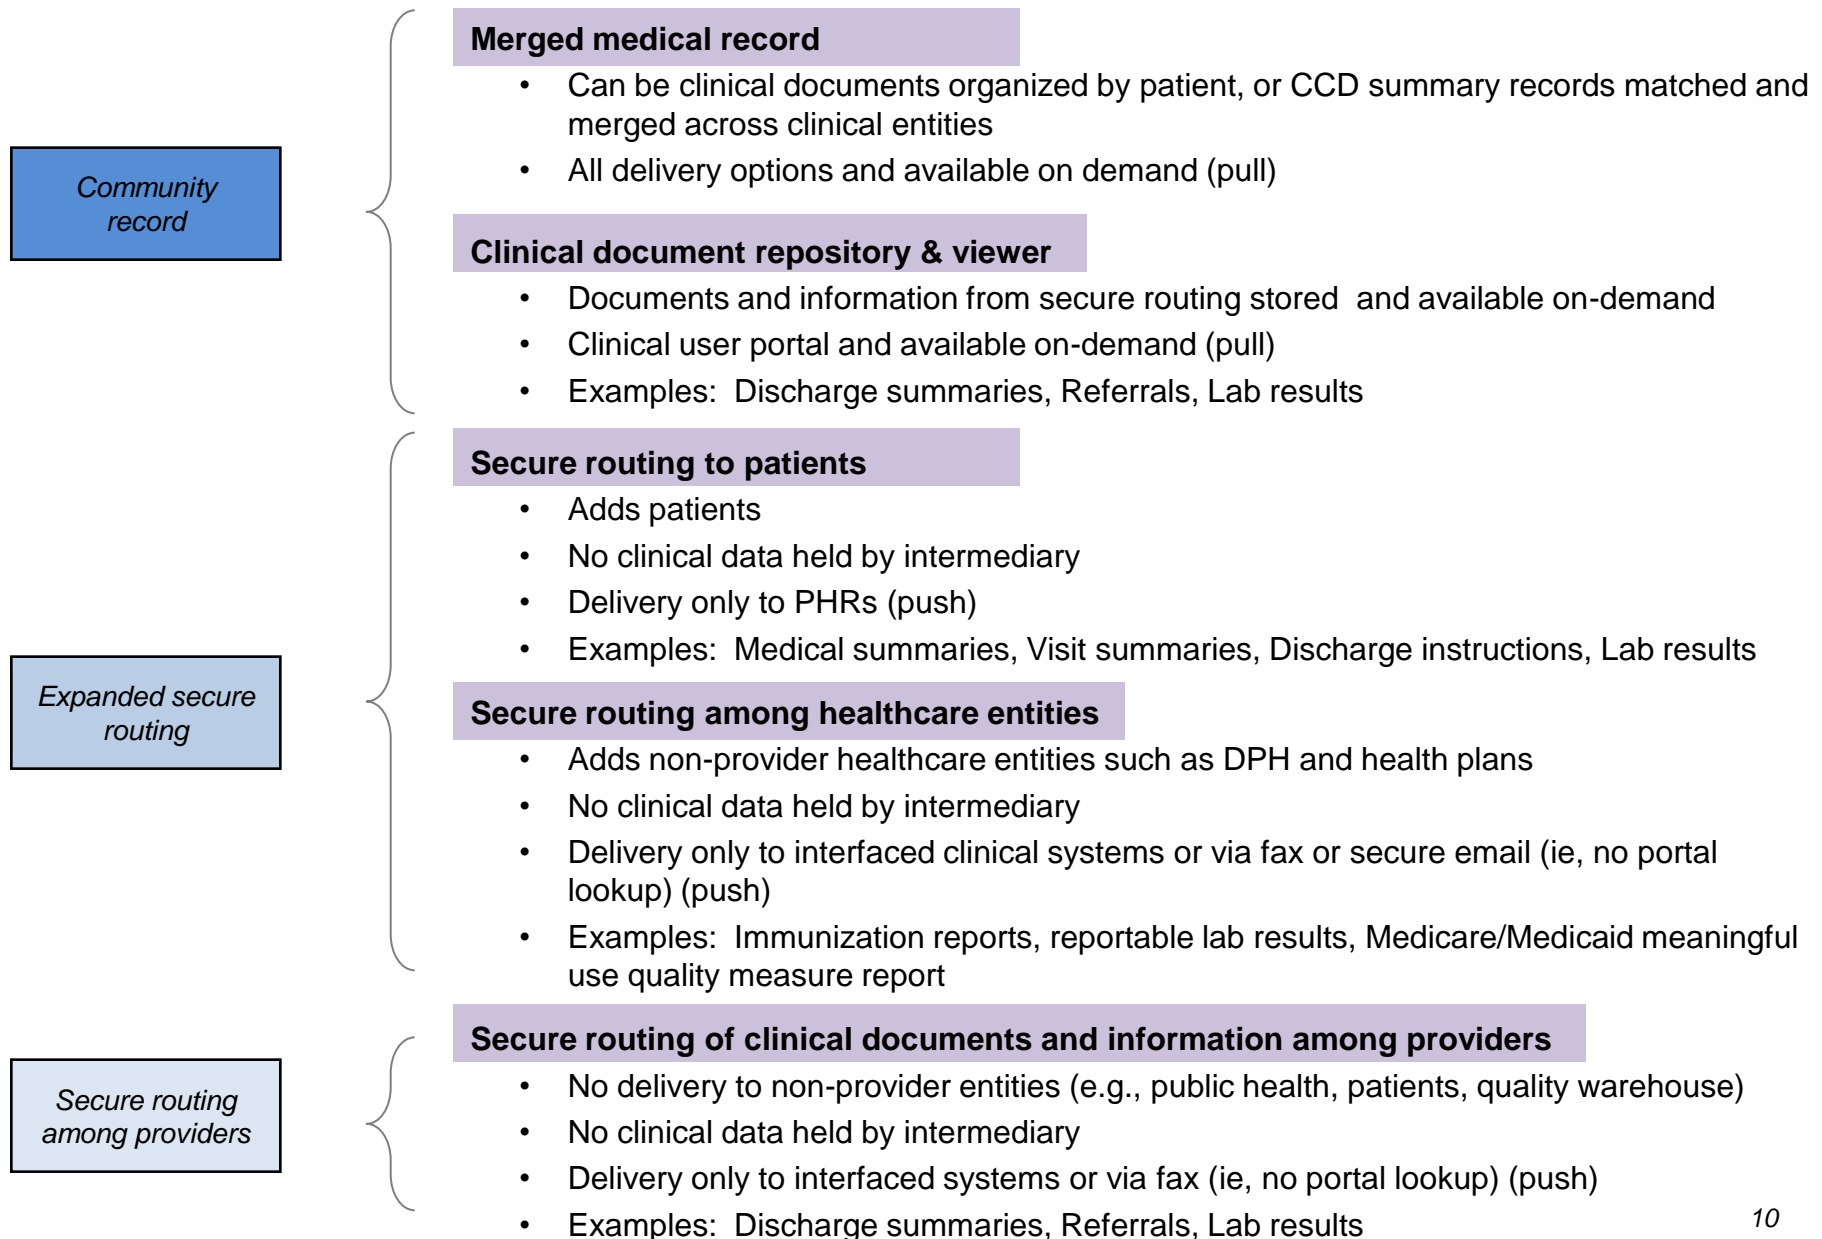 Merged medical record
• Can be clinical documents organized by patient, or CCD summary records matched and
merged across clinical entities
• All delivery options and available on demand (pull)
Community
record
Clinical document repository & viewer
• Documents and information from secure routing stored  and available on-demand
• Clinical user portal and available on-demand (pull)
• Examples:  Discharge summaries, Referrals, Lab results
Secure routing to patients
• Adds patients
• No clinical data held by intermediary
• Delivery only to PHRs (push)
• Examples:  Medical summaries, Visit summaries, Discharge instructions, Lab results
Expanded secure
routing
Secure routing among healthcare entities
• Adds non-provider healthcare entities such as DPH and health plans
• No clinical data held by intermediary
• Delivery only to interfaced clinical systems or via fax or secure email (ie, no portal
lookup) (push)
• Examples:  Immunization reports, reportable lab results, Medicare/Medicaid meaningful
use quality measure report
Secure routing of clinical documents and information among providers
Secure routing
among providers
• No delivery to non-provider entities (e.g., public health, patients, quality warehouse)
• No clinical data held by intermediary
• Delivery only to interfaced systems or via fax (ie, no portal lookup) (push)
• Examples:  Discharge summaries, Referrals, Lab results
10